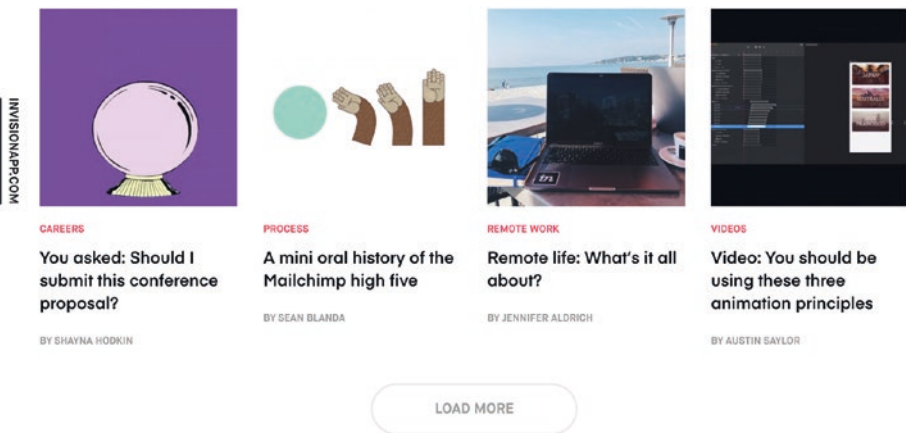 INVISIONAPP.COM
CAREERS
You asked: Should I
submit this conference
proposal?
BY SHAYNA HODKIN
PROCESS
A mini oral history of the
Mailchimp high five
BY SEAN BLANDA
REMOTE WORK
Remote life: What's it all
about?
BY JENNIFER ALDRICH
VIDEOS
Video: You should be
using these three
animation principles
BY AUSTIN SAYLOR
JAPAN
AUSTRALIA
LOAD MORE